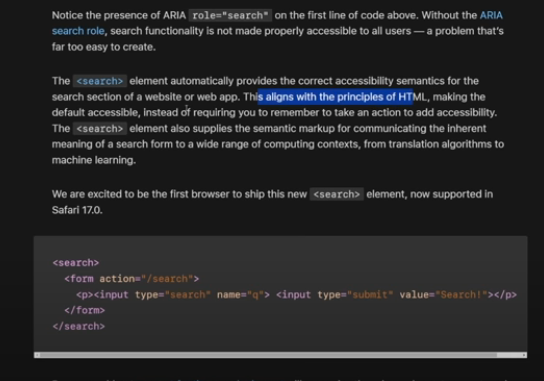 Notice the presence of ARIA role="search" on the first line of code above. Without the ARIA
search role, search functionality is not made properly accessible to all users — a problem that's
far too easy to create.
The <search> element automatically provides the correct accessibility semantics for the
search section of a website or web app. This aligns with the principles of HTML, making the
default accessible, instead of requiring you to remember to take an action to add accessibility.
The <search> element also supplies the semantic markup for communicating the inherent
meaning of a search form to a wide range of computing contexts, from translation algorithms to
machine learning.
We are excited to be the first browser to ship this new <search> element, now supported in
Safari 17.0.
<search>
<form action="/search">
<p><input type="search" name="q"> <input type="submit" value="Search!"></p>
</form>
</search>